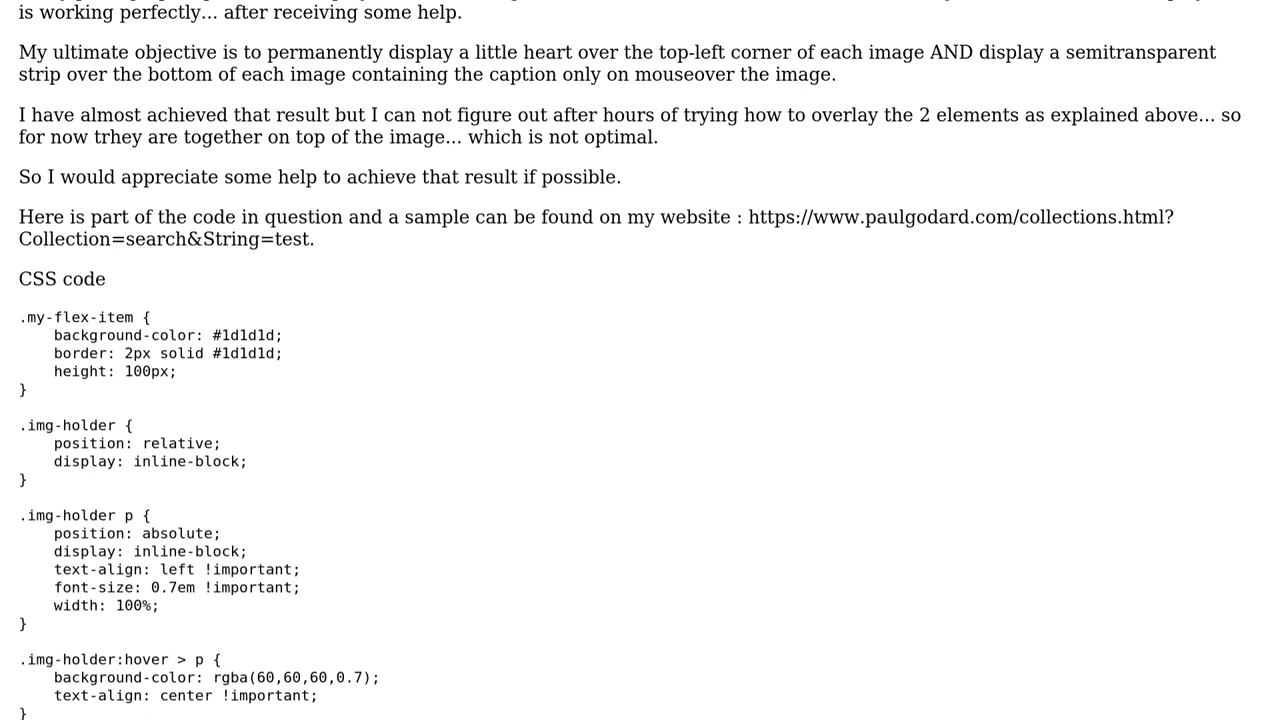 is working perfectly... after receiving some help.
My ultimate objective is to permanently display a little heart over the top-left corner of each image AND display a semitransparent
strip over the bottom of each image containing the caption only on mouseover the image.
I have almost achieved that result but I can not figure out after hours of trying how to overlay the 2 elements as explained above... so
for now trhey are together on top of the image... which is not optimal.
So I would appreciate some help to achieve that result if possible.
Here is part of the code in question and a sample can be found on my website : https://www.paulgodard.com/collections.html?
Collection=search&String=test.
CSS code
.my-flex-item {
    background-color: #1d1d1d;
    border: 2px solid #1d1d1d;
    height: 100px;
}
.img-holder {
    position: relative;
    display: inline-block;
}
.img-holder p {
    position: absolute;
    display: inline-block;
    text-align: left !important;
    font-size: 0.7em !important;
    width: 100%;
}
.img-holder:hover > p {
    background-color: rgba(60,60,60,0.7);
    text-align: center !important;
}